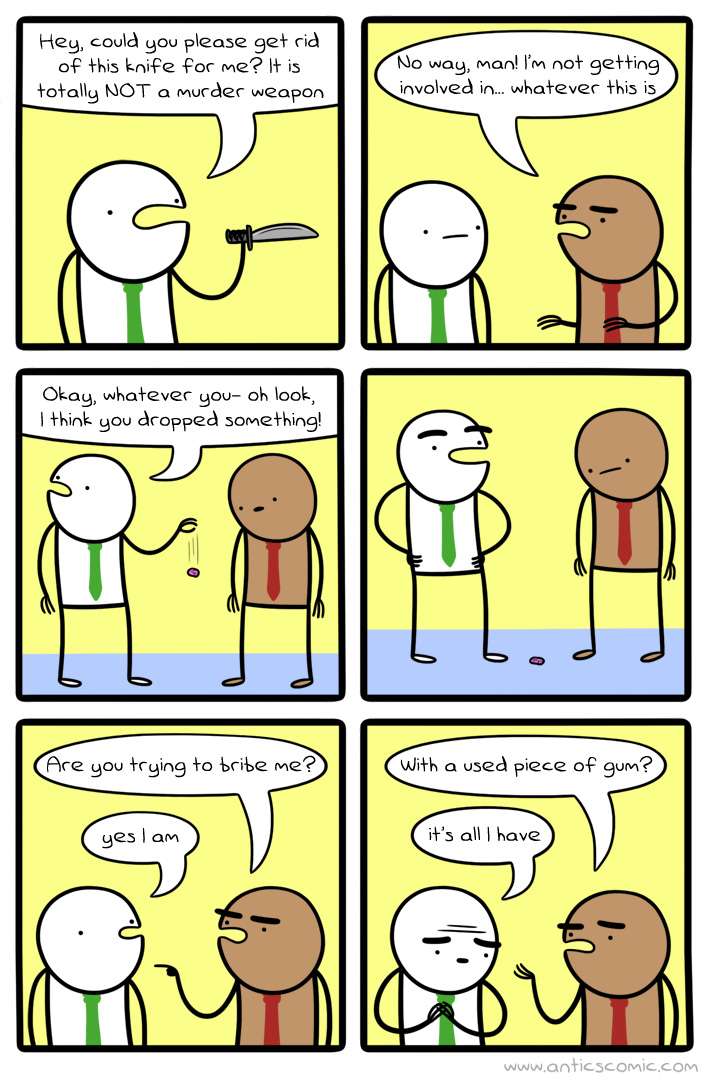 Hey, could you please get rid
of this knife for me? It is
totally NOT a murder weapon
No way, man! I'm not getting
involved in... whatever this is
Okay, whatever you- oh look,
I think you dropped something!
Are you trying to bribe me?
yes I am
With a used piece of gum?
it's all I have
www.anticscomic.com